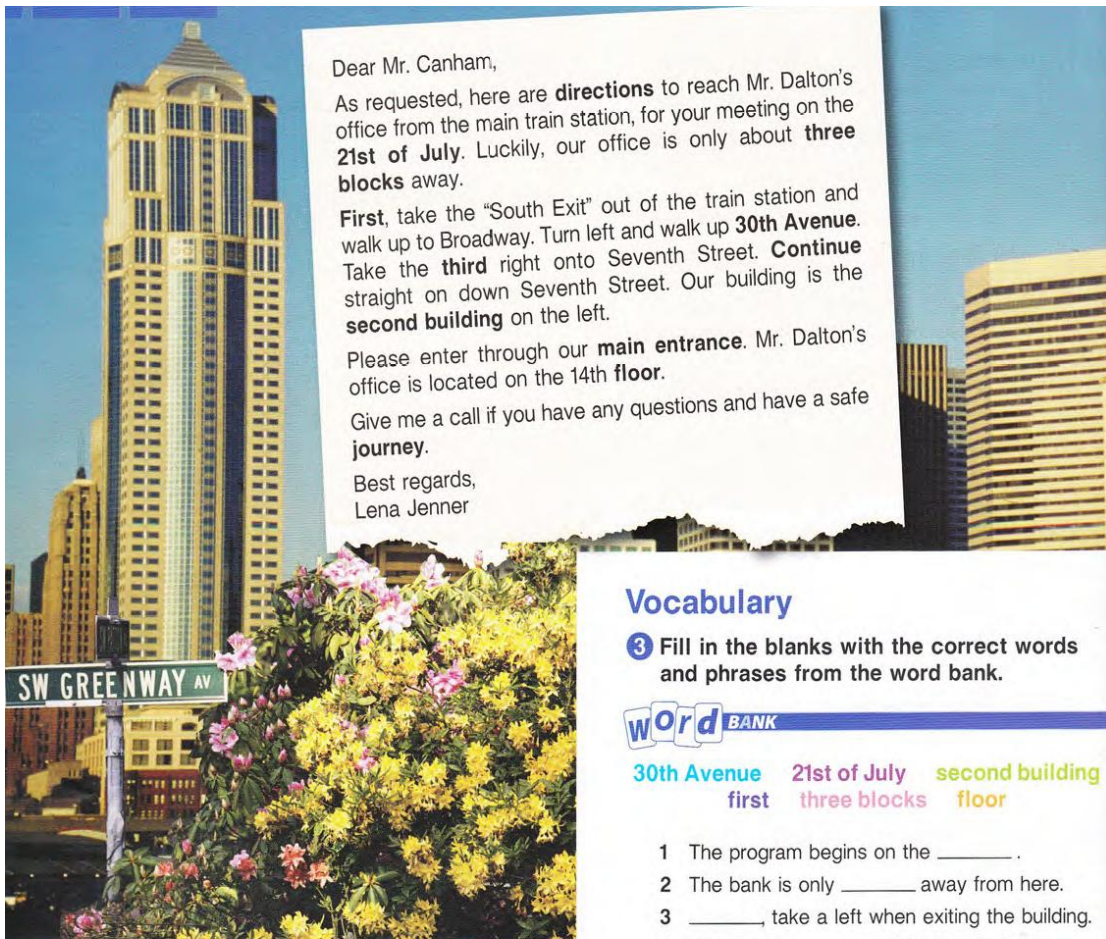 Dear Mr. Canham,
As requested, here are directions to reach Mr. Dalton's
office from the main train station, for your meeting on the
21st of July. Luckily, our office is only about three
blocks away.
First, take the "South Exit" out of the train station and
walk up to Broadway. Turn left and walk up 30th Avenue.
Take the third right onto Seventh Street. Continue
straight on down Seventh Street. Our building is the
second building on the left.
Please enter through our main entrance. Mr. Dalton's
office is located on the 14th floor.
Give me a call if you have any questions and have a safe
journey.
Best regards,
Lena Jenner
SW GREENWAY AV
Vocabulary
3 Fill in the blanks with the correct words
and phrases from the word bank.
word BANK
30th Avenue 21st of July second building
first three blocks floor
1 The program begins on the ________ .
2 The bank is only ________ away from here.
3 ________, take a left when exiting the building.